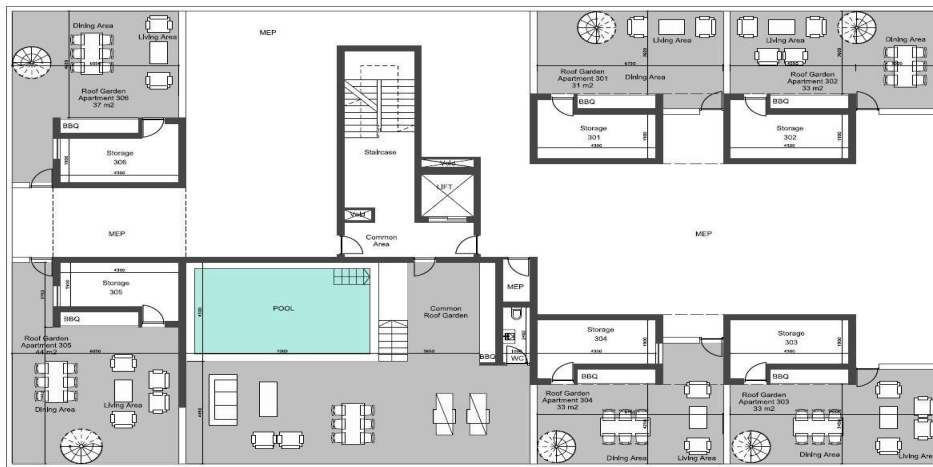 Dining Area
Living Area
6050
Roof Garden
Apartment 306
37 m2
BBQ
Storage
306
4300
MEP
Staircase
Void
LIFT
Void
Common
Area
Living Area
6750
Dining Area
Roof Garden
Apartment 301
31 m2
BBQ
Storage
301
4300
Living Area
Dining Area
Roof Garden
Apartment 302
33 m2
BBQ
Storage
302
4300
MEP
MEP
4300
Storage
305
BBQ
Roof Garden
Apartment 305
44 m2
6050
Dining Area
Living Area
POOL
7000
Common
Roof Garden
BBQ
MEP
WC
Storage
304
4300
BBQ
Roof Garden
Apartment 304
33 m2
Dining Area
Living Area
Storage
303
4300
BBQ
Roof Garden
Apartment 303
33 m2
Dining Area
Living Area